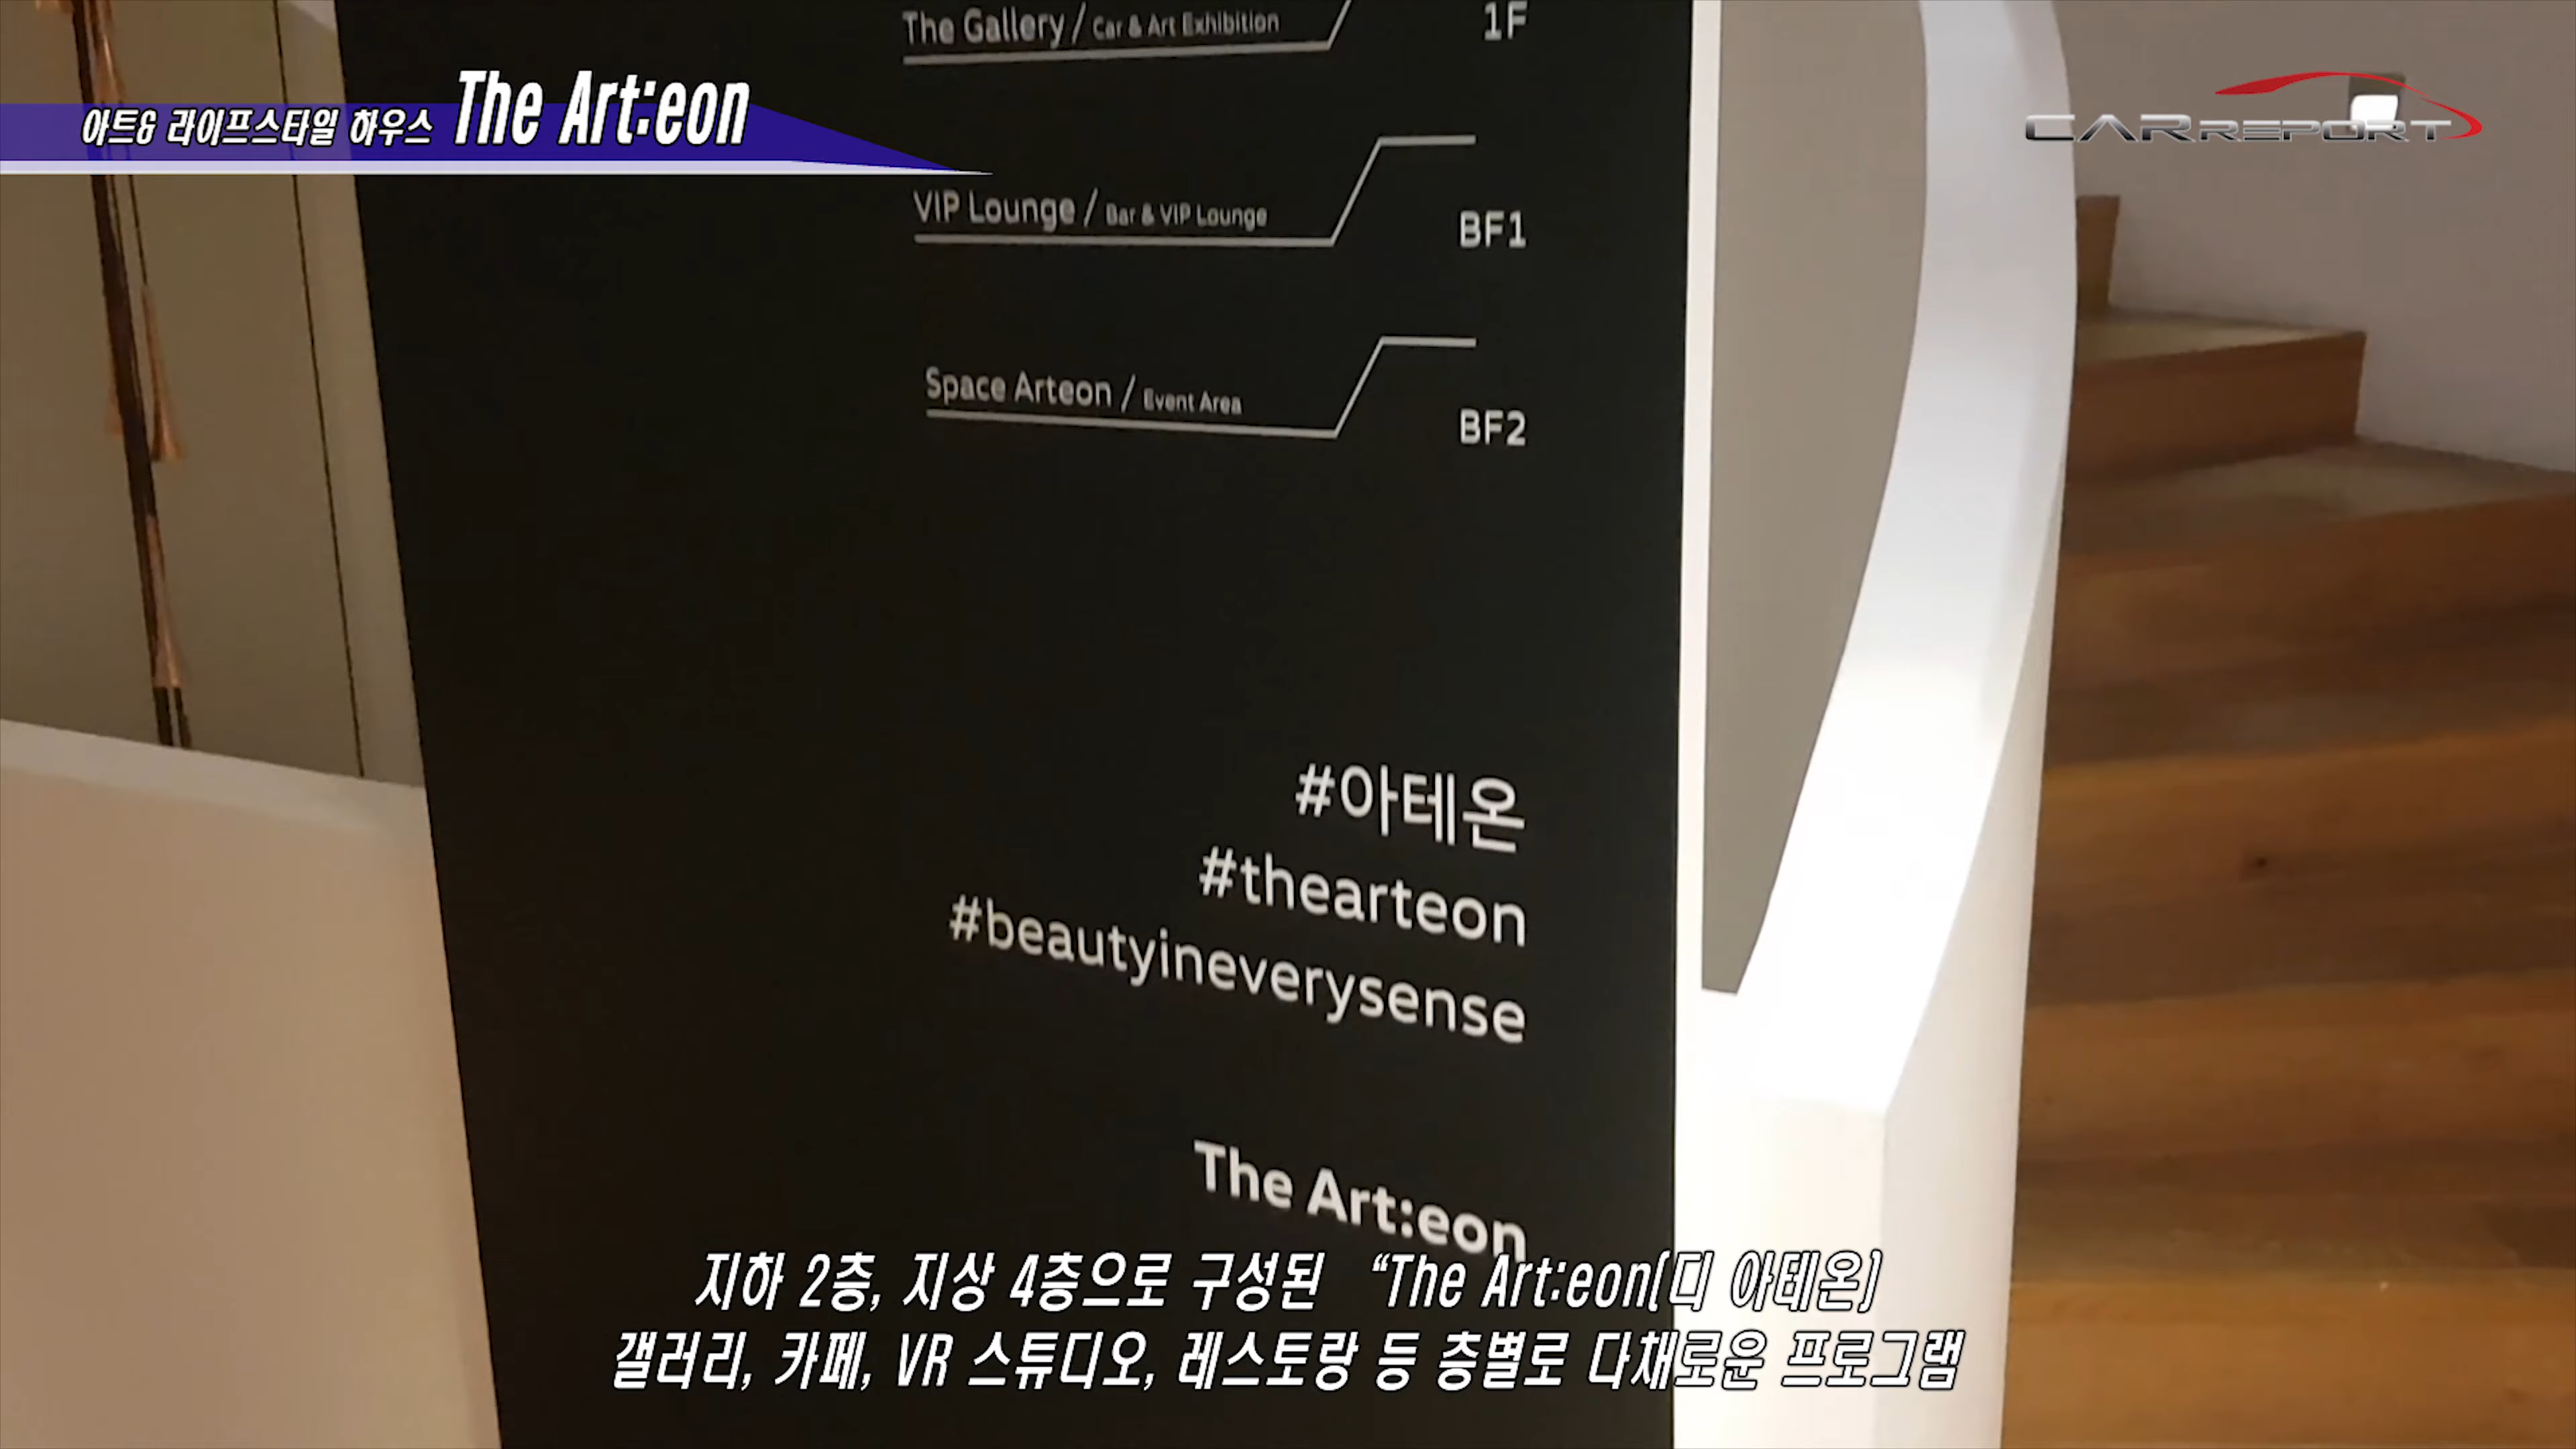 The Gallery / Car & Art Exhibition 1F
아트& 라이프스타일 하우스 The Art:eon
CARREPORT
VIP Lounge / Bar & VIP Lounge BF1
Space Arteon / Event Area BF2
#아테온
#thearteon
#beautyineverysense
The Art:eon
지하 2층, 지상 4층으로 구성된 “The Art:eon(디 아테온)
갤러리, 카페, VR 스튜디오, 레스토랑 등 층별로 다채로운 프로그램